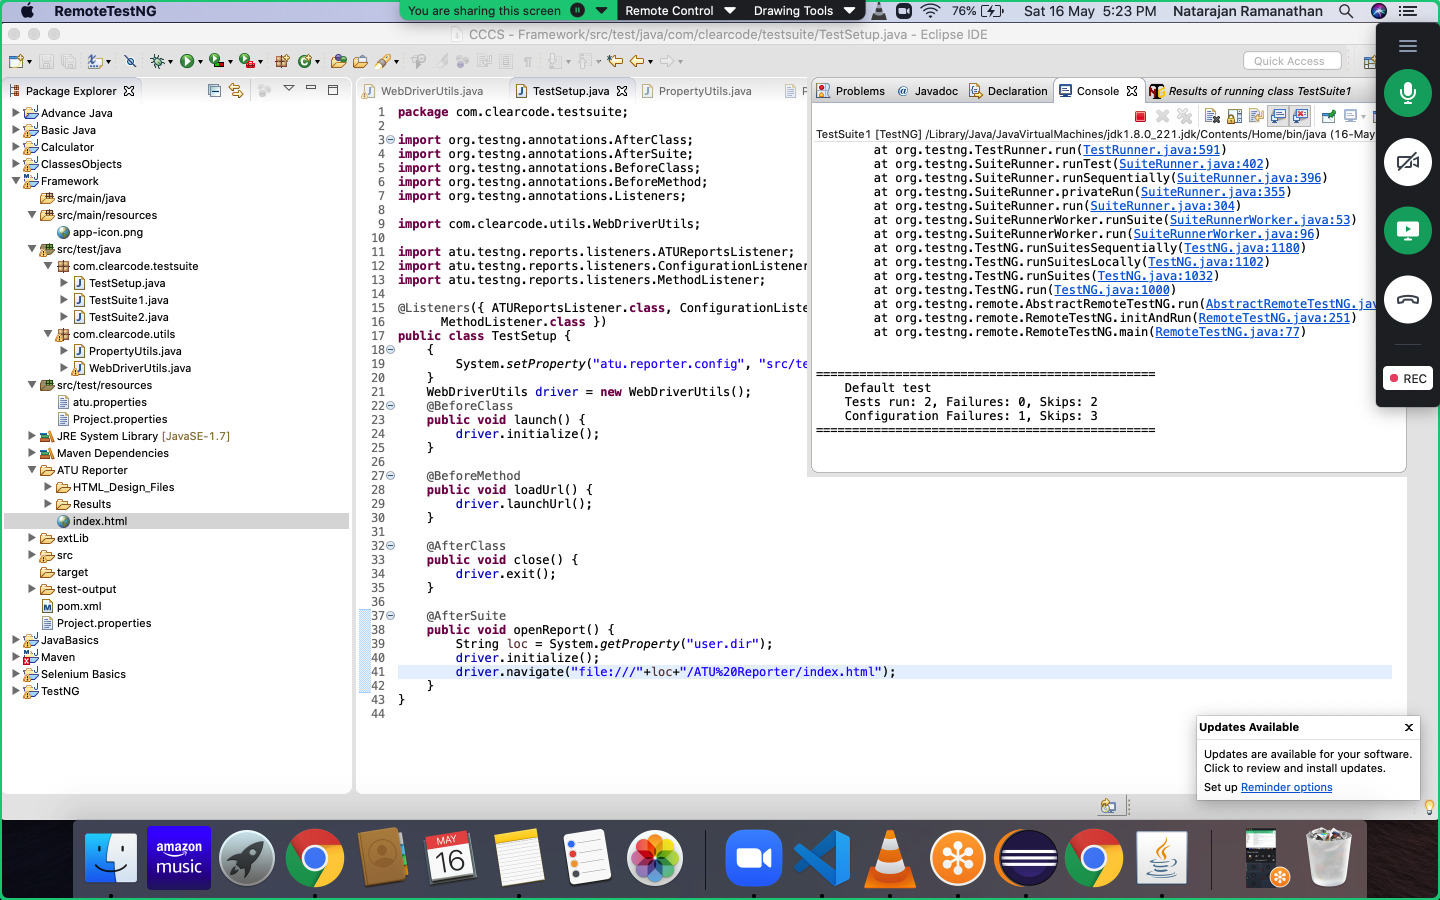 RemoteTestNG
You are sharing this screen
Remote Control
Drawing Tools
76%
Sat 16 May 5:23 PM
Natarajan Ramanathan
CCCS - Framework/src/test/java/com/clearcode/testsuite/TestSetup.java - Eclipse IDE
Quick Access
Package Explorer
Advance Java
Basic Java
Calculator
ClassesObjects
Framework
src/main/java
src/main/resources
app-icon.png
src/test/java
com.clearcode.testsuite
TestSetup.java
TestSuite1.java
TestSuite2.java
com.clearcode.utils
PropertyUtils.java
WebDriverUtils.java
src/test/resources
atu.properties
Project.properties
JRE System Library [JavaSE-1.7]
Maven Dependencies
ATU Reporter
HTML_Design_Files
Results
index.html
extLib
src
target
test-output
pom.xml
Project.properties
JavaBasics
Maven
Selenium Basics
TestNG
WebDriverUtils.java
TestSetup.java
PropertyUtils.java
1 package com.clearcode.testsuite;
2
3 import org.testng.annotations.AfterClass;
4 import org.testng.annotations.AfterSuite;
5 import org.testng.annotations.BeforeClass;
6 import org.testng.annotations.BeforeMethod;
7 import org.testng.annotations.Listeners;
8
9 import com.clearcode.utils.WebDriverUtils;
10
11 import atu.testng.reports.listeners.ATUReportsListener;
12 import atu.testng.reports.listeners.ConfigurationListener
13 import atu.testng.reports.listeners.MethodListener;
14
15 @Listeners({ ATUReportsListener.class, ConfigurationListe
16 MethodListener.class })
17 public class TestSetup {
18 {
19 System.setProperty("atu.reporter.config", "src/te
20 }
21 WebDriverUtils driver = new WebDriverUtils();
22 @BeforeClass
23 public void launch() {
24 driver.initialize();
25 }
26
27 @BeforeMethod
28 public void loadUrl() {
29 driver.launchUrl();
30 }
31
32 @AfterClass
33 public void close() {
34 driver.exit();
35 }
36
37 @AfterSuite
38 public void openReport() {
39 String loc = System.getProperty("user.dir");
40 driver.initialize();
41 driver.navigate("file:///"+loc+"/ATU%20Reporter/index.html");
42 }
43 }
44
Problems
@ Javadoc
Declaration
Console
Results of running class TestSuite1
TestSuite1 [TestNG] /Library/Java/JavaVirtualMachines/jdk1.8.0_221.jdk/Contents/Home/bin/java (16-May
at org.testng.TestRunner.run(TestRunner.java:591)
at org.testng.SuiteRunner.runTest(SuiteRunner.java:402)
at org.testng.SuiteRunner.runSequentially(SuiteRunner.java:396)
at org.testng.SuiteRunner.privateRun(SuiteRunner.java:355)
at org.testng.SuiteRunner.run(SuiteRunner.java:304)
at org.testng.SuiteRunnerWorker.runSuite(SuiteRunnerWorker.java:53)
at org.testng.SuiteRunnerWorker.run(SuiteRunnerWorker.java:96)
at org.testng.TestNG.runSuitesSequentially(TestNG.java:1180)
at org.testng.TestNG.runSuitesLocally(TestNG.java:1102)
at org.testng.TestNG.runSuites(TestNG.java:1032)
at org.testng.TestNG.run(TestNG.java:1000)
at org.testng.remote.AbstractRemoteTestNG.run(AbstractRemoteTestNG.jav
at org.testng.remote.RemoteTestNG.initAndRun(RemoteTestNG.java:251)
at org.testng.remote.RemoteTestNG.main(RemoteTestNG.java:77)
===============================================
Default test
Tests run: 2, Failures: 0, Skips: 2
Configuration Failures: 1, Skips: 3
===============================================
REC
Updates Available
Updates are available for your software.
Click to review and install updates.
Set up Reminder options
amazon
music
MAY
16